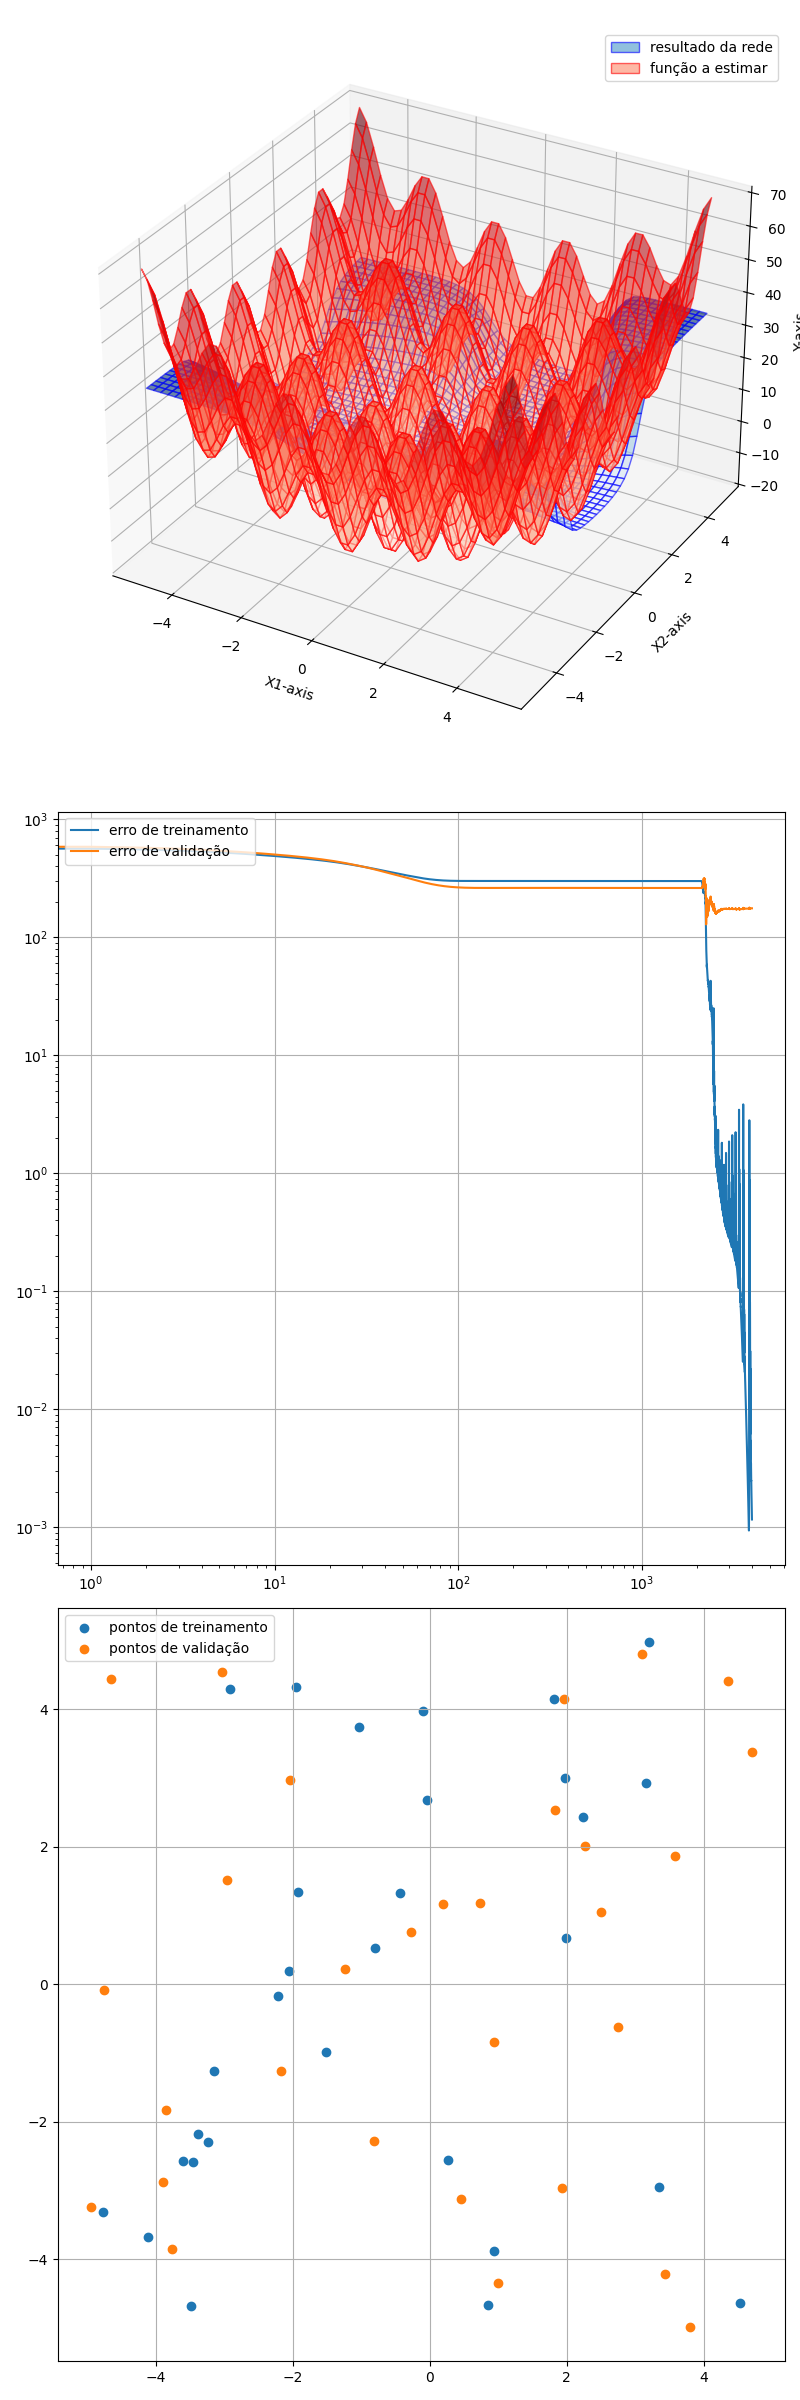 resultado da rede
função a estimar
70
60
50
40
30
20
10
0
−10
−20
Y-axis
4
2
0
−2
−4
X2-axis
−4
−2
0
2
4
X1-axis
erro de treinamento
erro de validação
10³
10²
10¹
10⁰
10⁻¹
10⁻²
10⁻³
10⁰ 10¹ 10² 10³
pontos de treinamento
pontos de validação
4
2
0
−2
−4
−4 −2 0 2 4